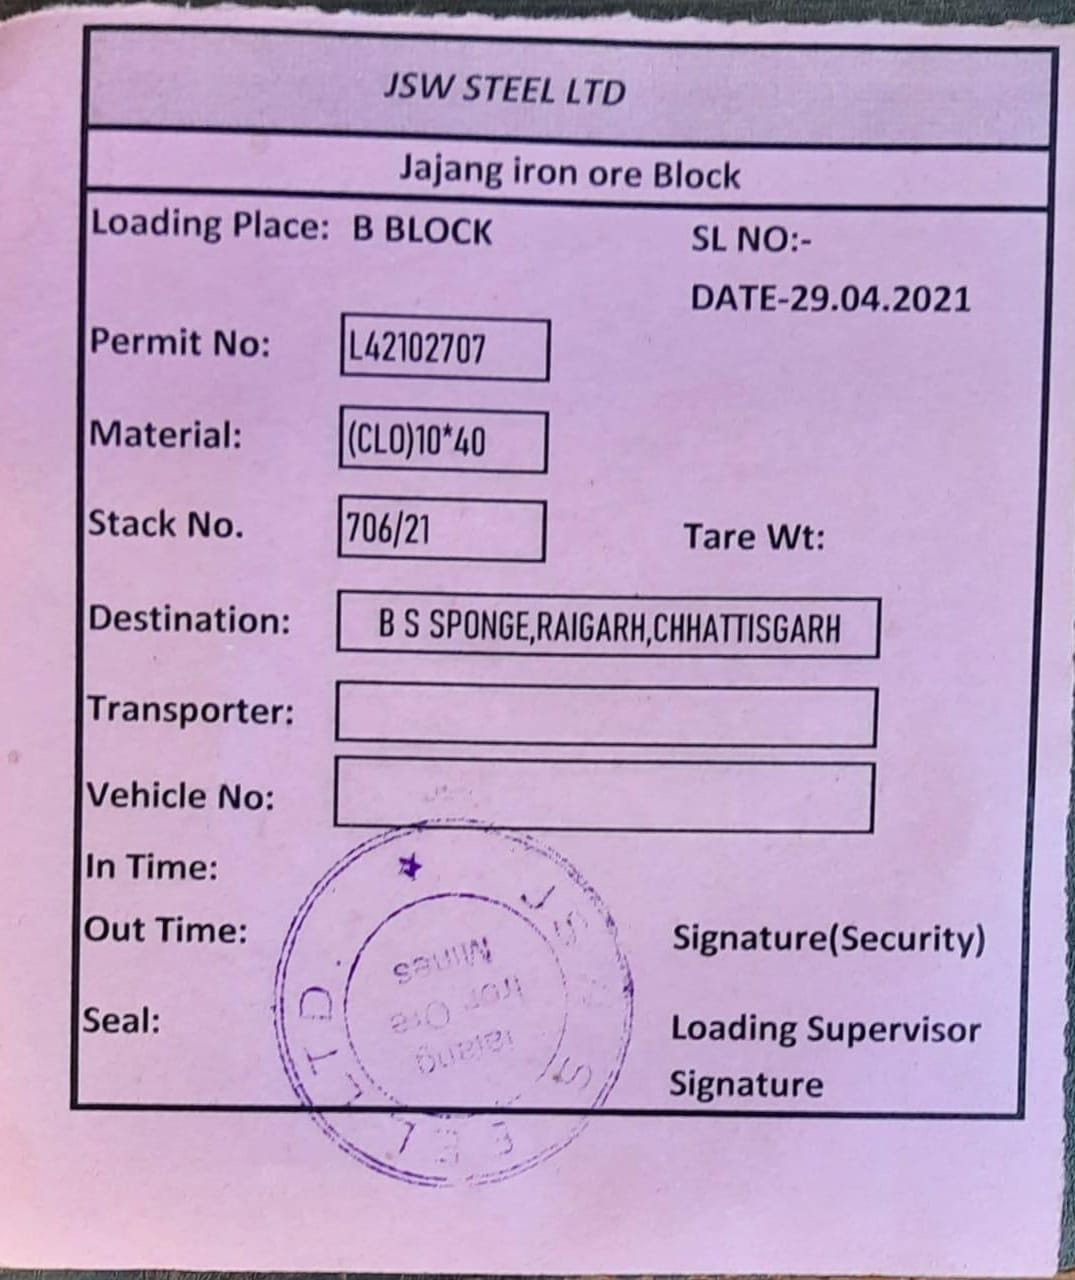 JSW STEEL LTD
Jajang iron ore Block
Loading Place: B BLOCK
SL NO:-
DATE-29.04.2021
Permit No: L42102707
Material: (CLO)10*40
Stack No. 706/21
Tare Wt:
Destination: B S SPONGE,RAIGARH,CHHATTISGARH
Transporter:
Vehicle No:
In Time:
Out Time:
Signature(Security)
Seal:
Loading Supervisor
Signature
JSW STEEL LTD.
Jajang
Iron Ore
Mines